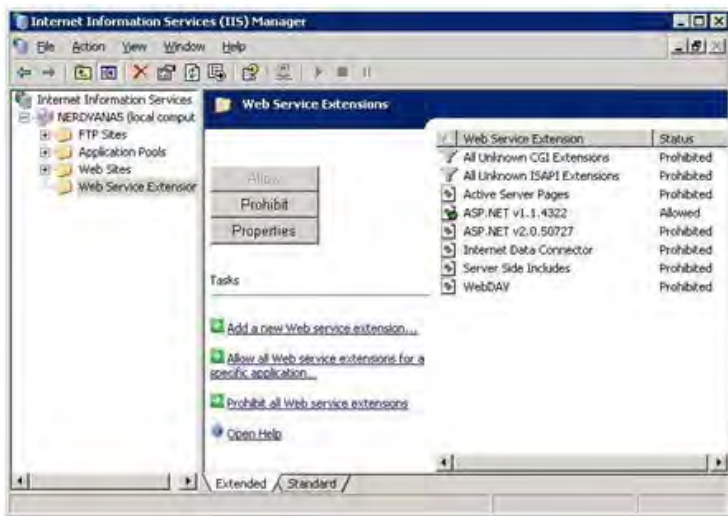 Internet Information Services (IIS) Manager
File Action View Window Help
Internet Information Services
NERDVANA5 (local comput
FTP Sites
Application Pools
Web Sites
Web Service Extension
Web Service Extensions
Allow
Prohibit
Properties
Tasks
Add a new Web service extension...
Allow all Web service extensions for a
specific application...
Prohibit all Web service extensions
Open Help
Web Service Extension Status
All Unknown CGI Extensions Prohibited
All Unknown ISAPI Extensions Prohibited
Active Server Pages Prohibited
ASP.NET v1.1.4322 Allowed
ASP.NET v2.0.50727 Prohibited
Internet Data Connector Prohibited
Server Side Includes Prohibited
WebDAV Prohibited
Extended Standard